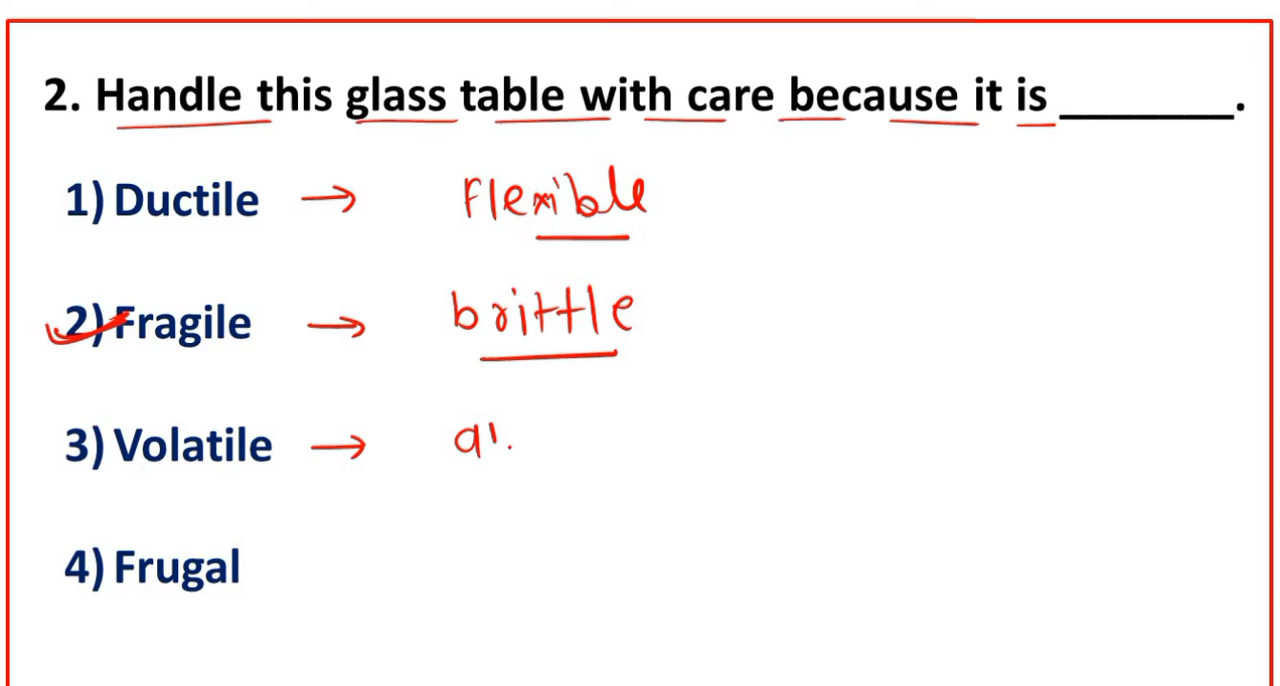 2. Handle this glass table with care because it is _______.
1) Ductile → Flexible
2) Fragile → brittle
3) Volatile →
4) Frugal